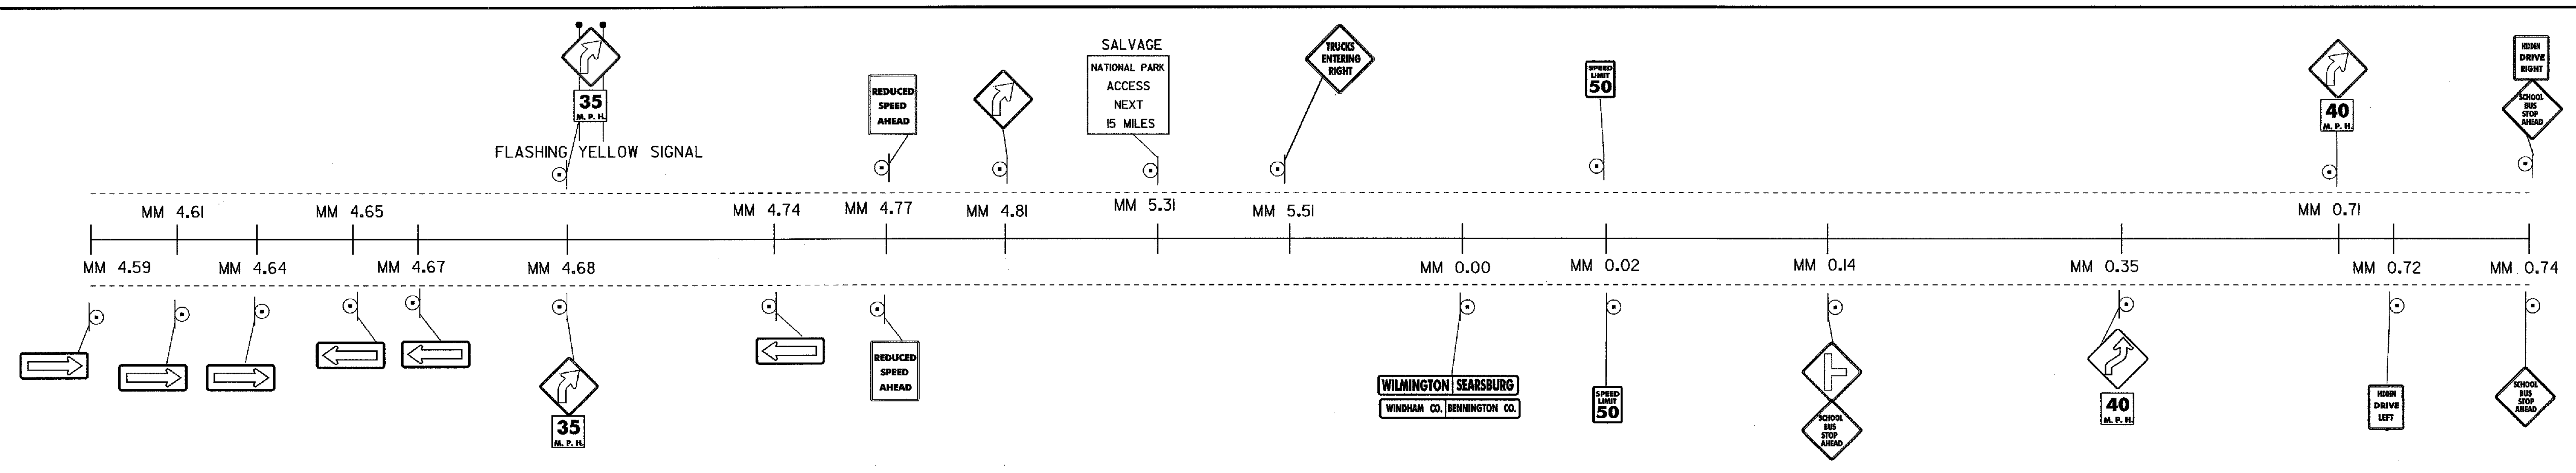 SALVAGE
NATIONAL PARK
ACCESS
NEXT
15 MILES
TRUCKS
ENTERING
RIGHT
HIDDEN
DRIVE
RIGHT
SCHOOL
BUS
STOP
AHEAD
SPEED
LIMIT
50
35
M. P. H.
REDUCED
SPEED
AHEAD
40
M. P. H.
FLASHING YELLOW SIGNAL
MM 4.61
MM 4.65
MM 4.74
MM 4.77
MM 4.81
MM 5.31
MM 5.51
MM 0.71
MM 4.59
MM 4.64
MM 4.67
MM 4.68
MM 0.00
MM 0.02
MM 0.14
MM 0.35
MM 0.72
MM 0.74
35
M. P. H.
REDUCED
SPEED
AHEAD
WILMINGTON SEARSBURG
WINDHAM CO. BENNINGTON CO.
SPEED
LIMIT
50
SCHOOL
BUS
STOP
AHEAD
40
M. P. H.
HIDDEN
DRIVE
LEFT
SCHOOL
BUS
STOP
AHEAD